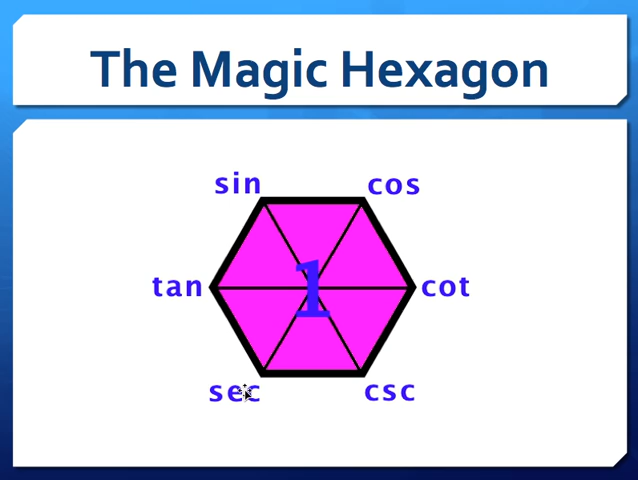 The Magic Hexagon
sin cos
tan 1 cot
sec csc